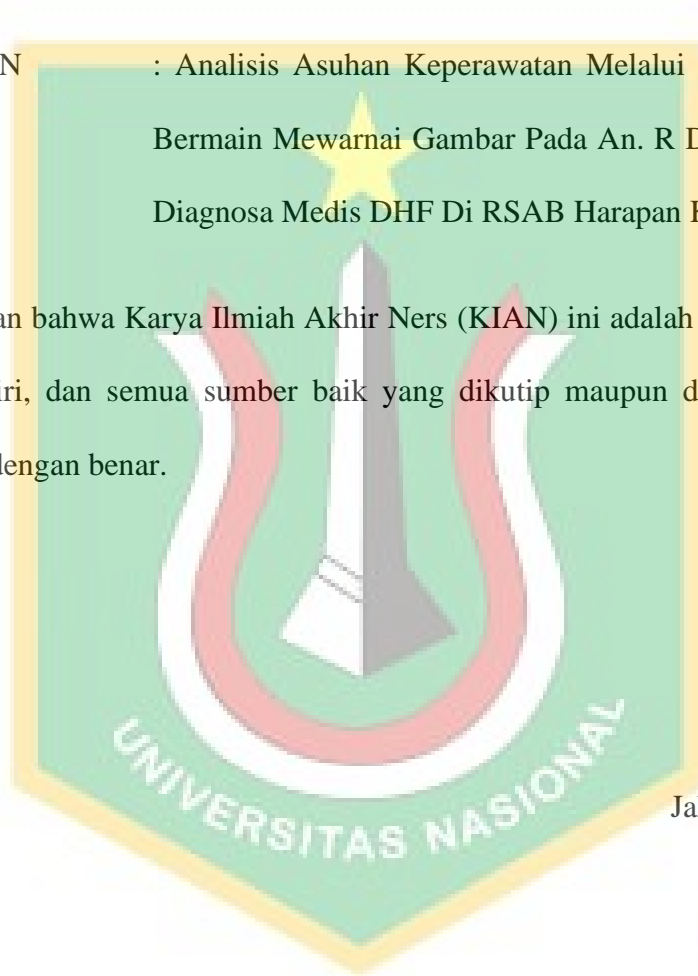 N : Analisis Asuhan Keperawatan Melalui
Bermain Mewarnai Gambar Pada An. R D
Diagnosa Medis DHF Di RSAB Harapan
an bahwa Karya Ilmiah Akhir Ners (KIAN) ini adalah
iri, dan semua sumber baik yang dikutip maupun d
dengan benar.
UNIVERSITAS NASIONAL
Ja